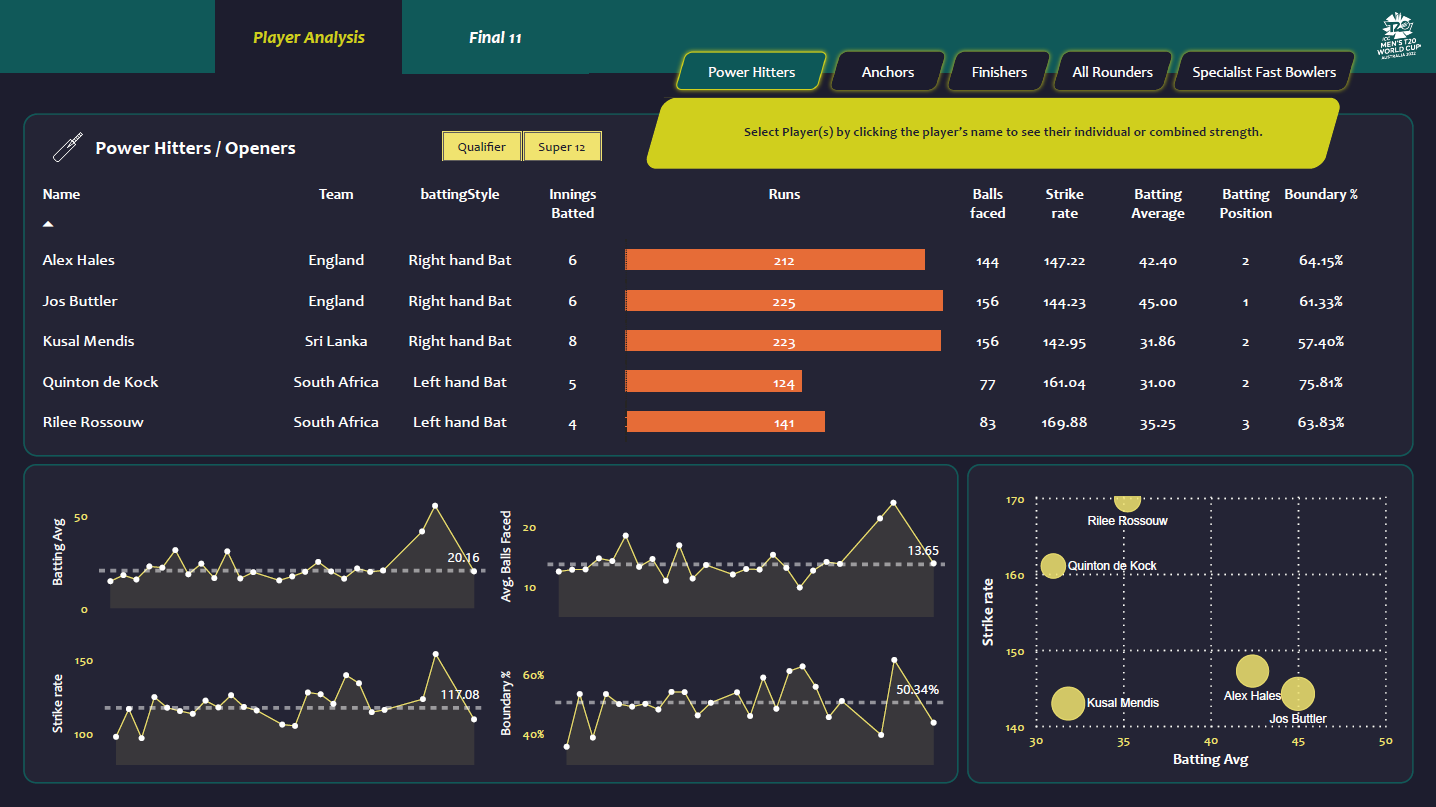 Player Analysis
Final 11
ICC
MEN'S T20
WORLD CUP
AUSTRALIA 2022
Power Hitters
Anchors
Finishers
All Rounders
Specialist Fast Bowlers
Select Player(s) by clicking the player's name to see their individual or combined strength.
Power Hitters / Openers
Qualifier
Super 12
Name Team battingStyle Innings Batted Runs Balls faced Strike rate Batting Average Batting Position Boundary %
Alex Hales England Right hand Bat 6 212 144 147.22 42.40 2 64.15%
Jos Buttler England Right hand Bat 6 225 156 144.23 45.00 1 61.33%
Kusal Mendis Sri Lanka Right hand Bat 8 223 156 142.95 31.86 2 57.40%
Quinton de Kock South Africa Left hand Bat 5 124 77 161.04 31.00 2 75.81%
Rilee Rossouw South Africa Left hand Bat 4 141 83 169.88 35.25 3 63.83%
Batting Avg
50
0
20.16
Avg. Balls Faced
20
10
13.65
Strike rate
150
100
117.08
Boundary %
60%
40%
50.34%
Strike rate
170
160
150
140
Rilee Rossouw
Quinton de Kock
Kusal Mendis
Alex Hales
Jos Buttler
30 35 40 45 50
Batting Avg